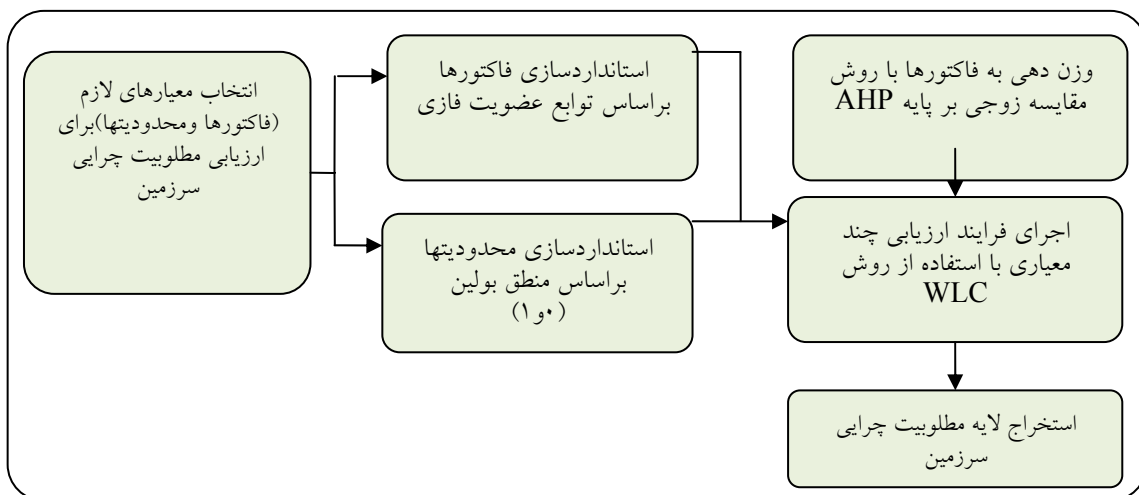 انتخاب معیارهای لازم
(فاکتورها ومحدودیتها)برای
ارزیابی مطلوبیت چرایی
سرزمین
استانداردسازی فاکتورها
براساس توابع عضویت فازی
استانداردسازی محدودیتها
براساس منطق بولین
(۰و۱)
وزن دهی به فاکتورها با روش
مقایسه زوجی بر پایه AHP
اجرای فرایند ارزیابی چند
معیاری با استفاده از روش
WLC
استخراج لایه مطلوبیت چرایی
سرزمین